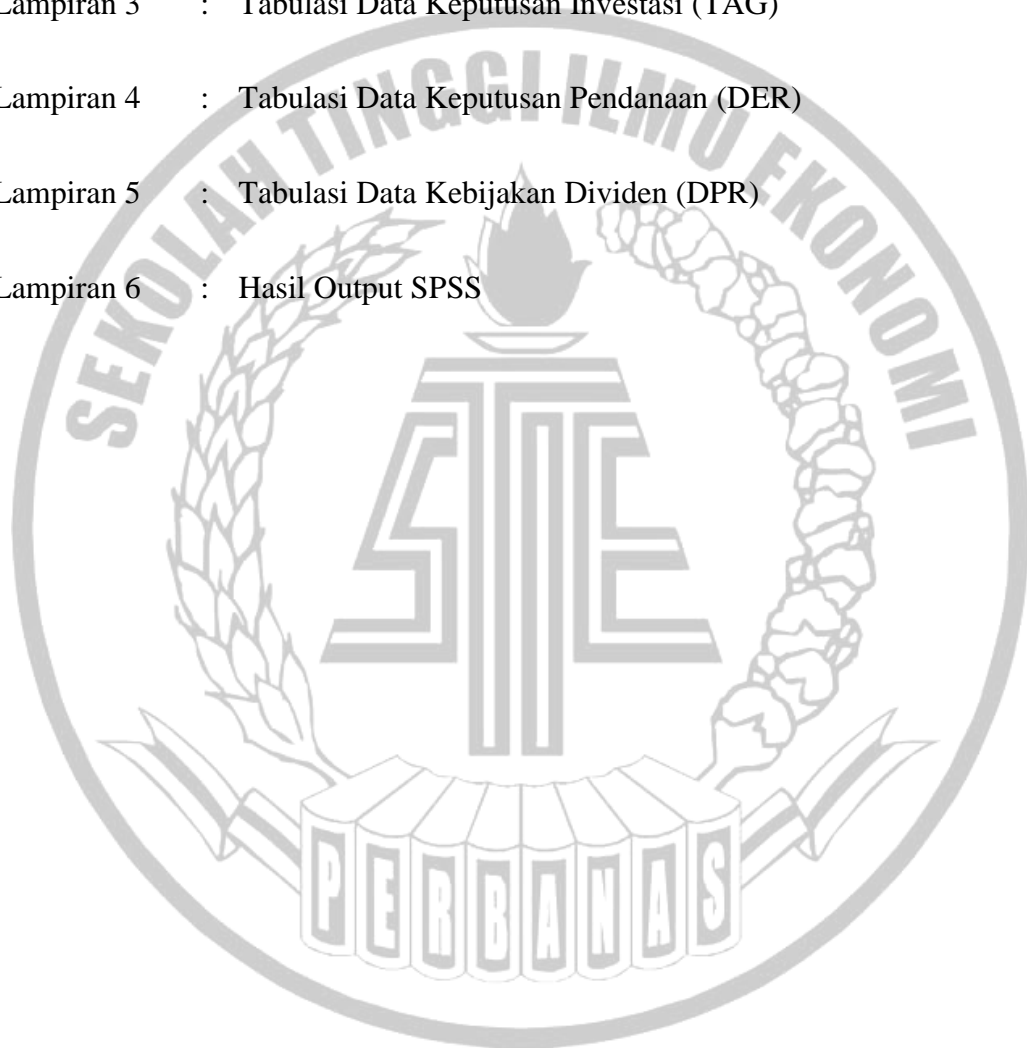 Lampiran 3 : Tabulasi Data Keputusan Investasi (TAG)
Lampiran 4 : Tabulasi Data Keputusan Pendanaan (DER)
Lampiran 5 : Tabulasi Data Kebijakan Dividen (DPR)
Lampiran 6 : Hasil Output SPSS
SEKOLAH TINGGI ILMU EKONOMI
STIE
PERBANAS